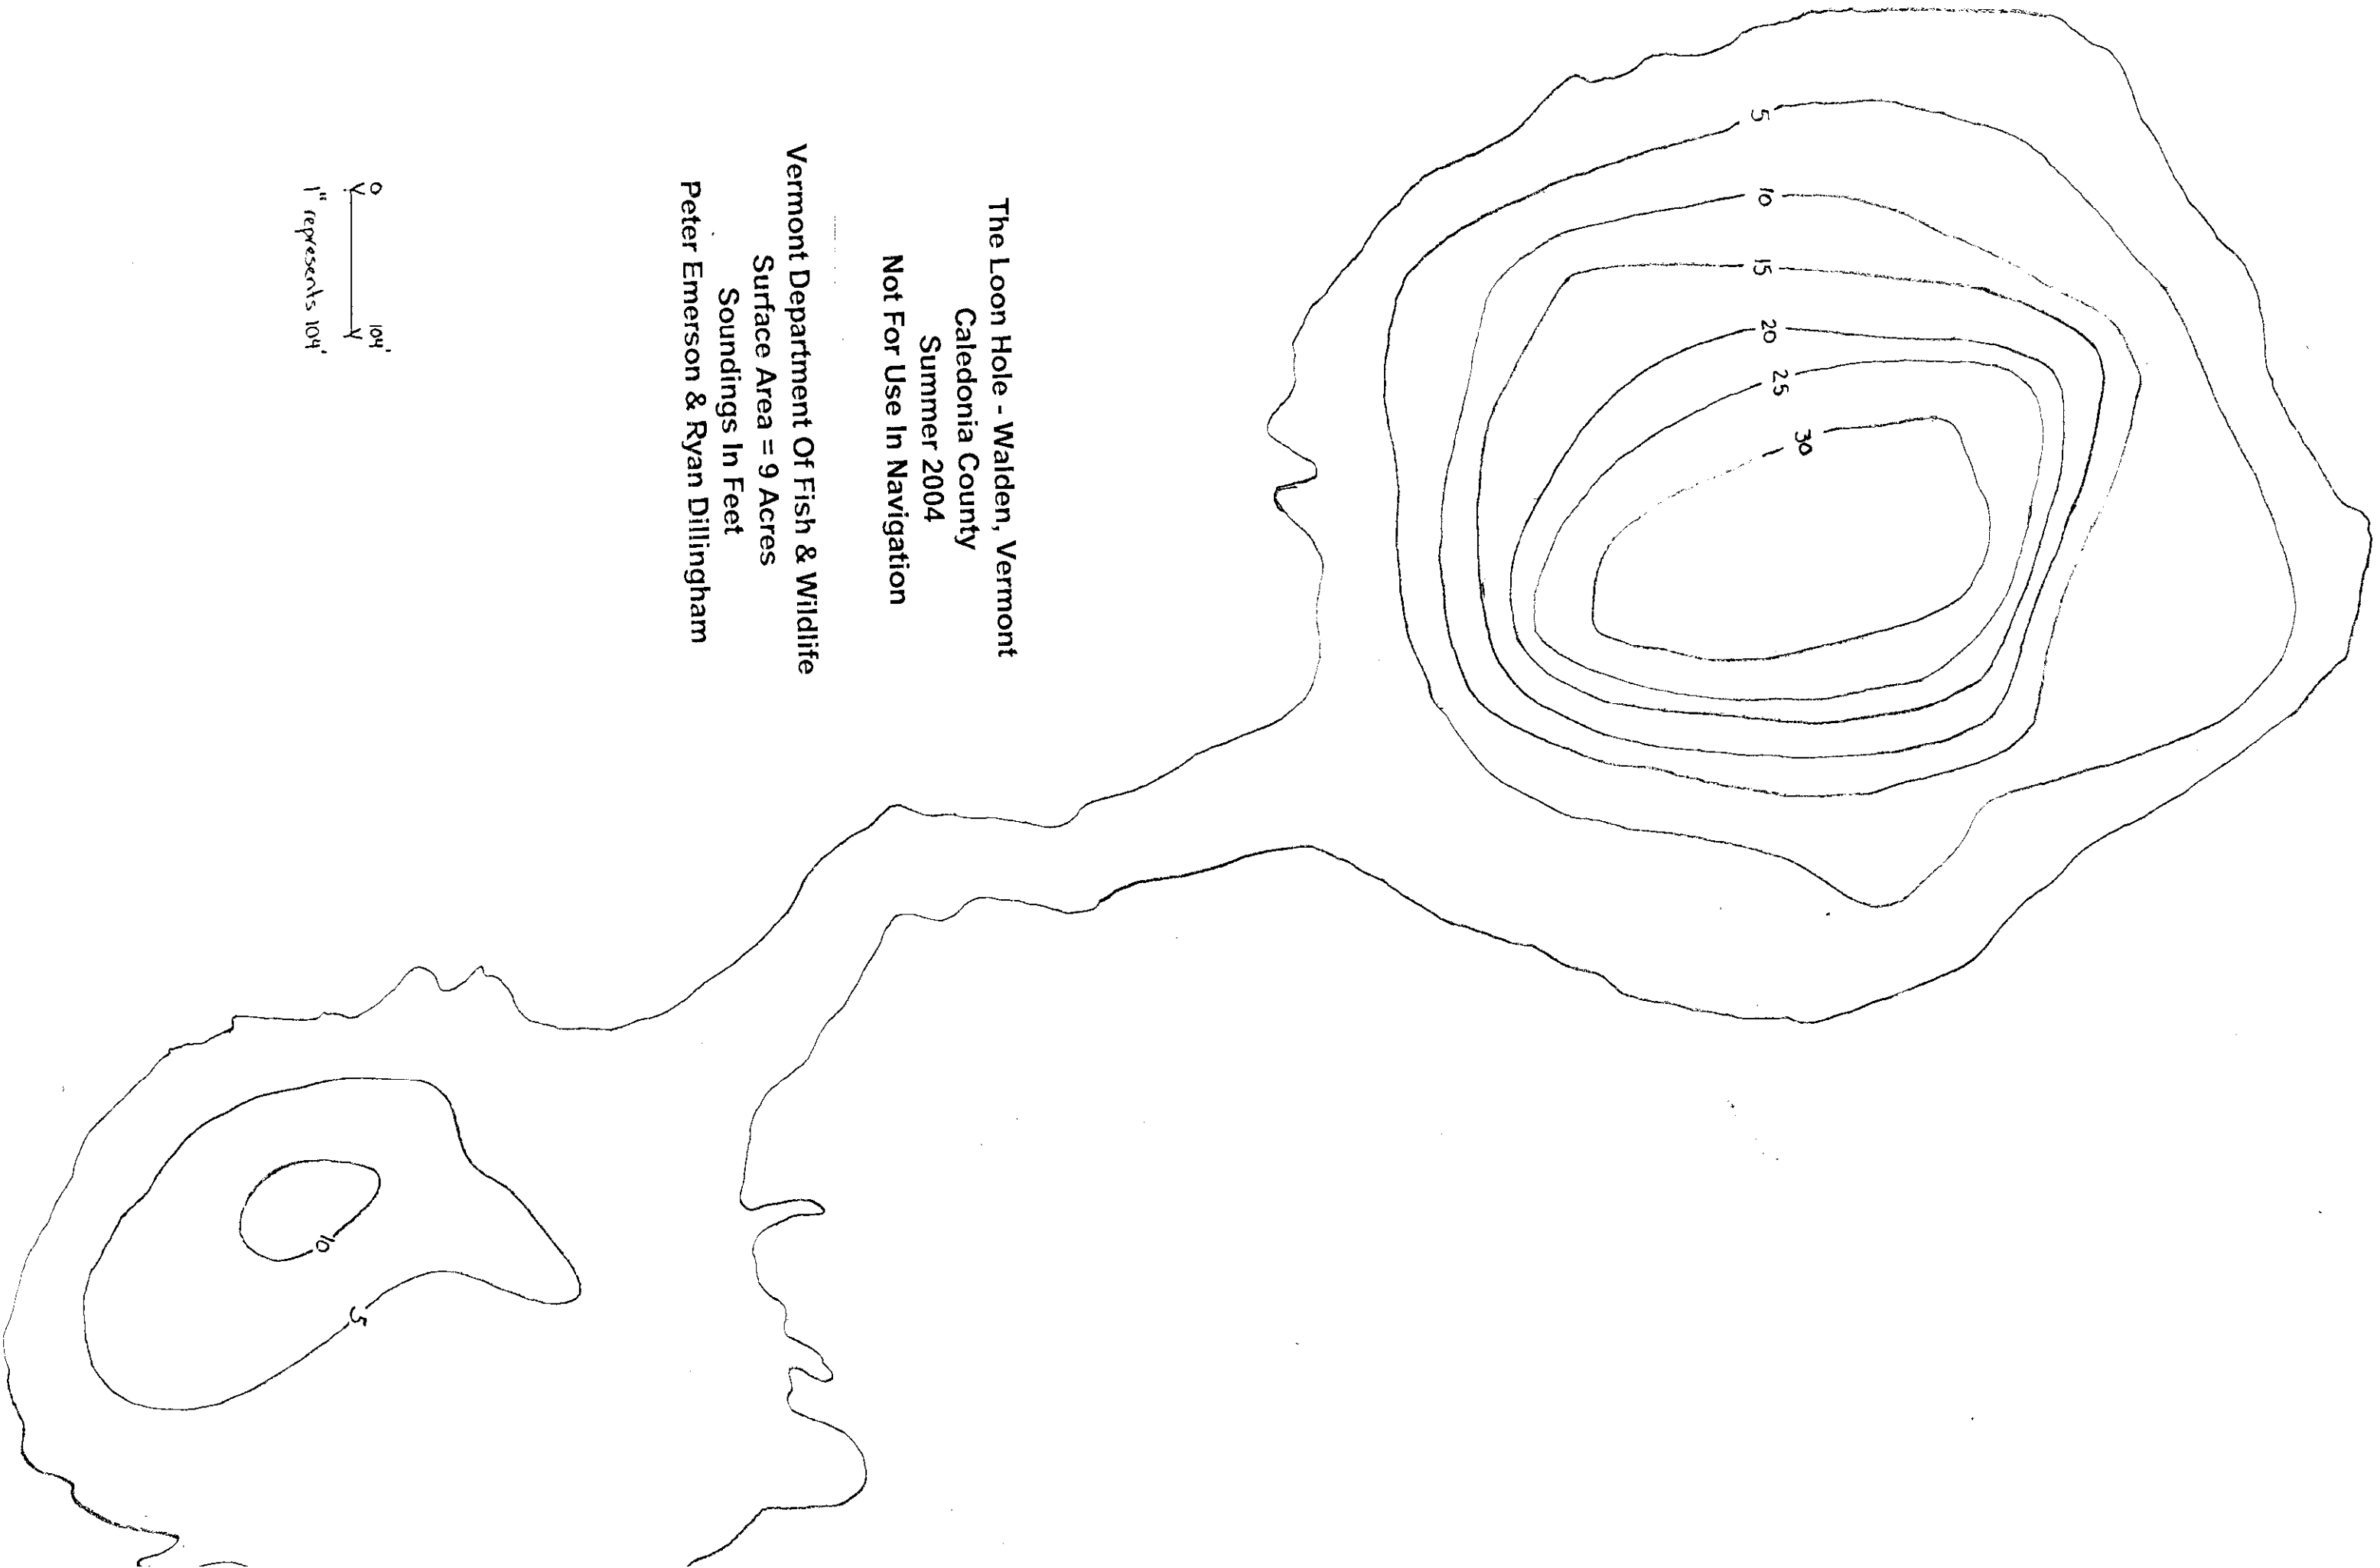 The Loon Hole - Walden, Vermont
Caledonia County
Summer 2004
Not For Use In Navigation
Vermont Department Of Fish & Wildlife
Surface Area = 9 Acres
Soundings In Feet
Peter Emerson & Ryan Dillingham
0 104'
1" represents 104'
5
10
15
20
25
30
10
5